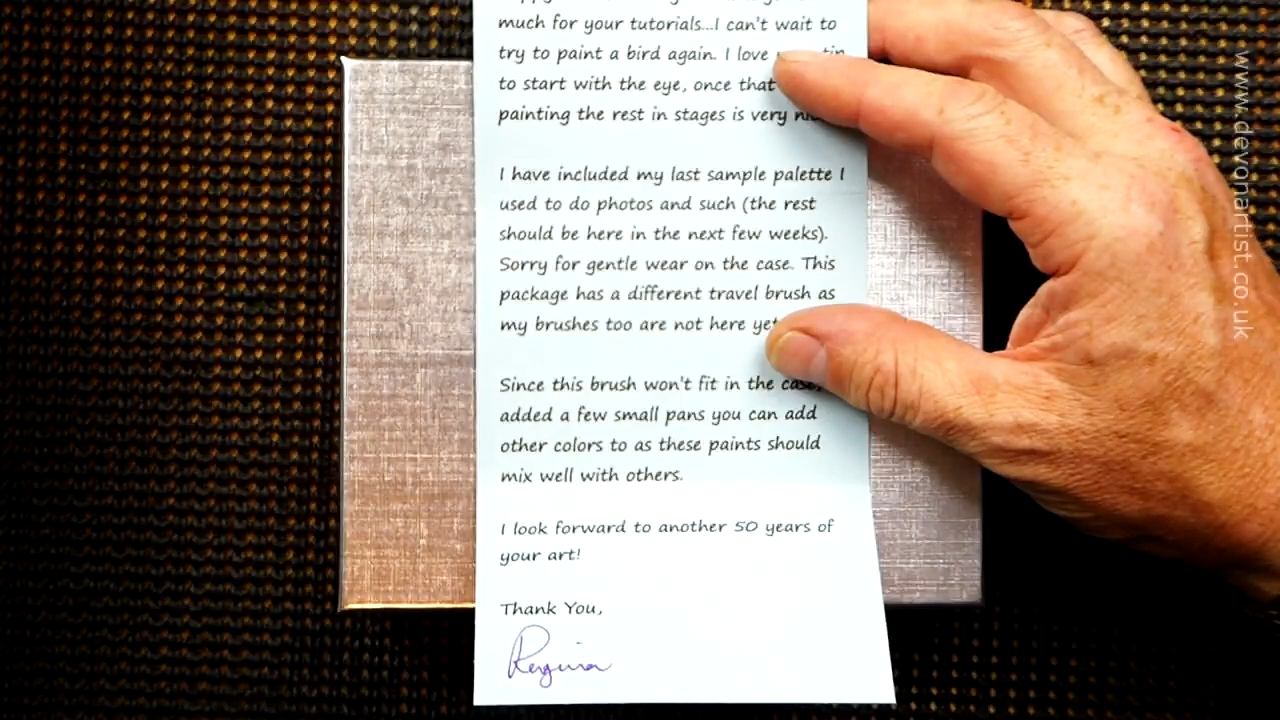 much for your tutorials...I can't wait to
try to paint a bird again. I love
to start with the eye, once that
painting the rest in stages is very
I have included my last sample palette I
used to do photos and such (the rest
should be here in the next few weeks).
Sorry for gentle wear on the case. This
package has a different travel brush as
my brushes too are not here yet
Since this brush won't fit in the case,
added a few small pans you can add
other colors to as these paints should
mix well with others.
I look forward to another 50 years of
your art!
Thank You,
Regina
www.devonartist.co.uk